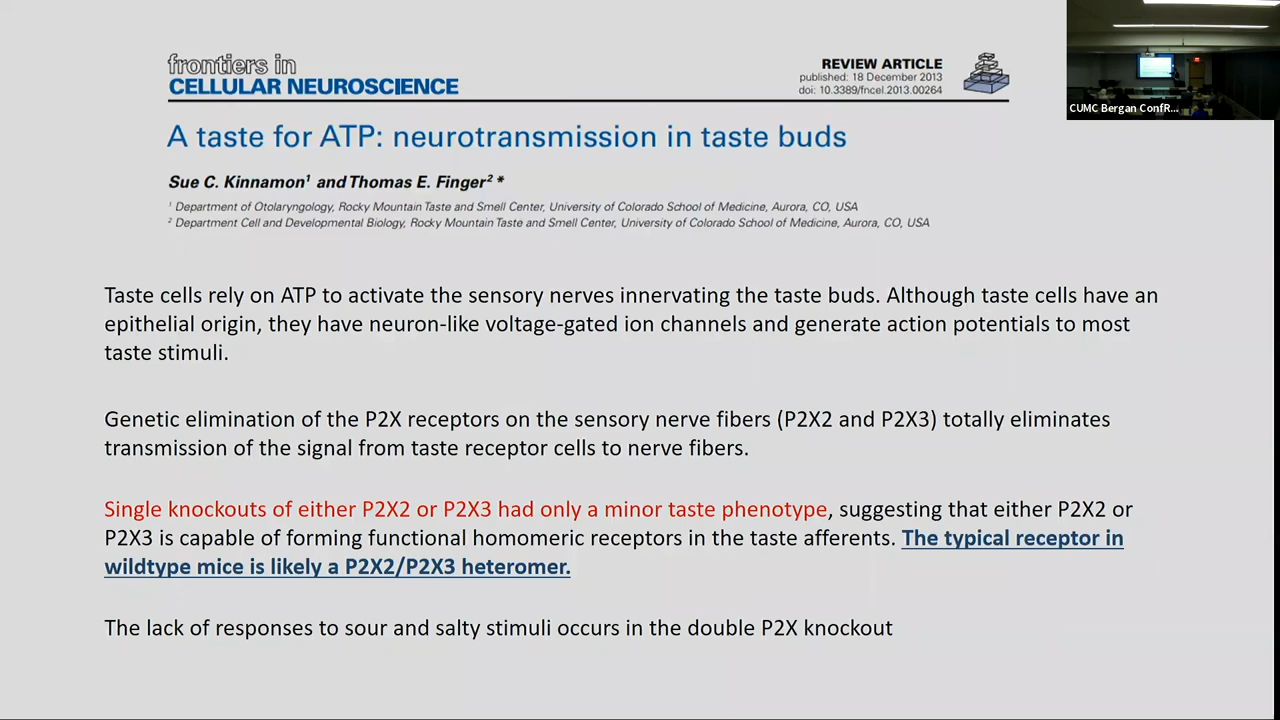 frontiers in
CELLULAR NEUROSCIENCE
REVIEW ARTICLE
published: 18 December 2013
doi: 10.3389/fncel.2013.00264
CUMC Bergan ConfR...
A taste for ATP: neurotransmission in taste buds
Sue C. Kinnamon1 and Thomas E. Finger2 *
1 Department of Otolaryngology, Rocky Mountain Taste and Smell Center, University of Colorado School of Medicine, Aurora, CO, USA
2 Department Cell and Developmental Biology, Rocky Mountain Taste and Smell Center, University of Colorado School of Medicine, Aurora, CO, USA
Taste cells rely on ATP to activate the sensory nerves innervating the taste buds. Although taste cells have an
epithelial origin, they have neuron-like voltage-gated ion channels and generate action potentials to most
taste stimuli.
Genetic elimination of the P2X receptors on the sensory nerve fibers (P2X2 and P2X3) totally eliminates
transmission of the signal from taste receptor cells to nerve fibers.
Single knockouts of either P2X2 or P2X3 had only a minor taste phenotype, suggesting that either P2X2 or
P2X3 is capable of forming functional homomeric receptors in the taste afferents. The typical receptor in
wildtype mice is likely a P2X2/P2X3 heteromer.
The lack of responses to sour and salty stimuli occurs in the double P2X knockout